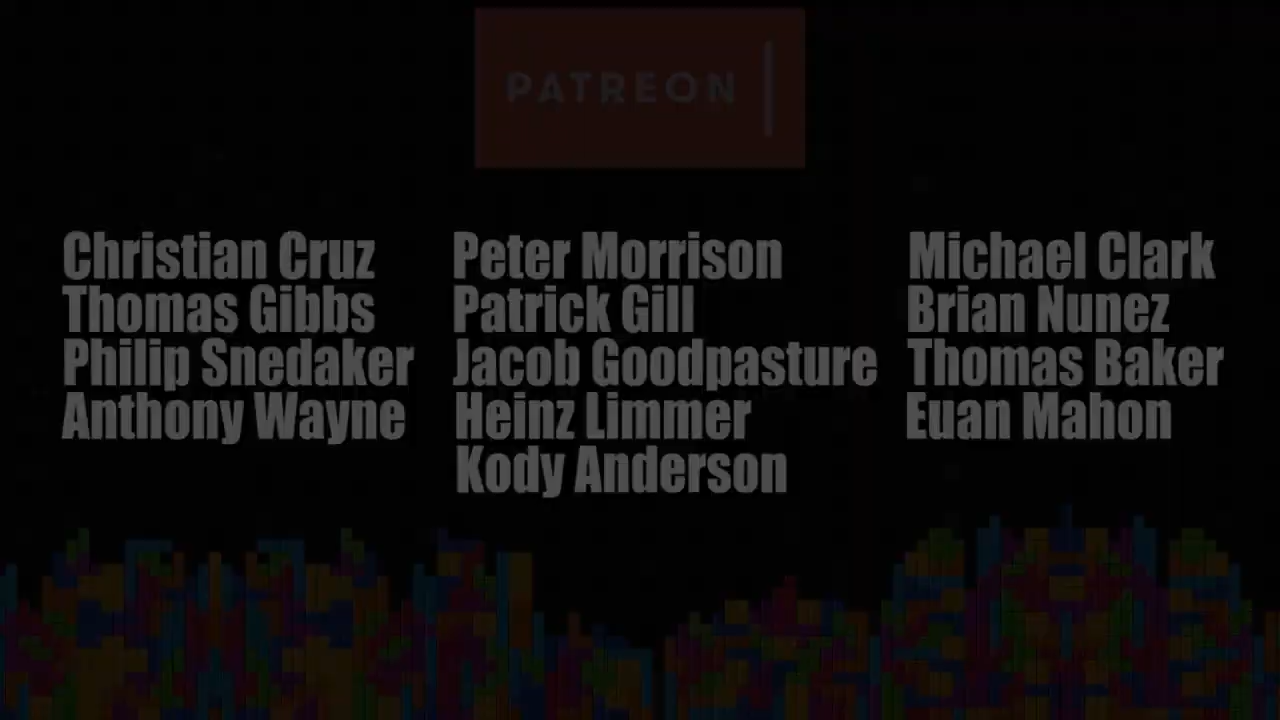 PATREON
Christian Cruz
Thomas Gibbs
Philip Snedaker
Anthony Wayne
Peter Morrison
Patrick Gill
Jacob Goodpasture
Heinz Limmer
Kody Anderson
Michael Clark
Brian Nunez
Thomas Baker
Euan Mahon